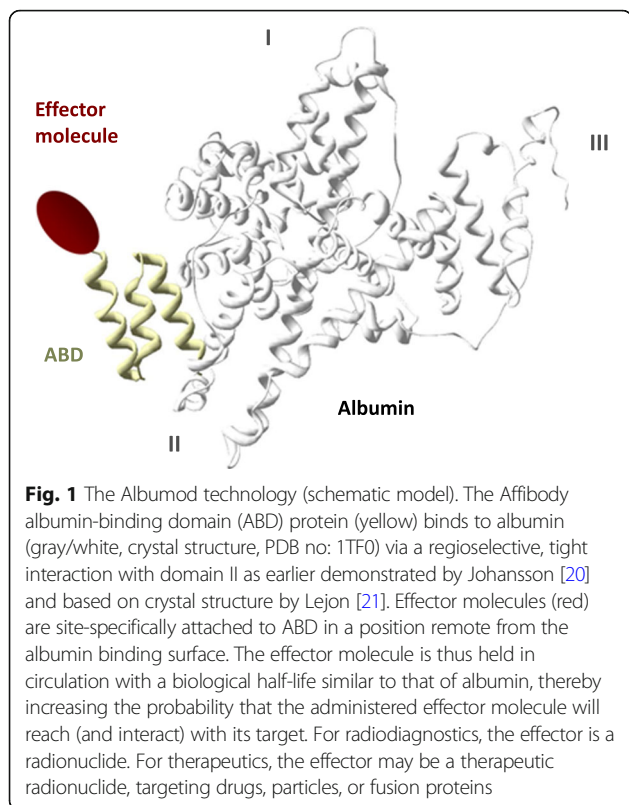 I
Effector
molecule
III
ABD
Albumin
II
Fig. 1 The Albumod technology (schematic model). The Affibody
albumin-binding domain (ABD) protein (yellow) binds to albumin
(gray/white, crystal structure, PDB no: 1TF0) via a regioselective, tight
interaction with domain II as earlier demonstrated by Johansson [20]
and based on crystal structure by Lejon [21]. Effector molecules (red)
are site-specifically attached to ABD in a position remote from the
albumin binding surface. The effector molecule is thus held in
circulation with a biological half-life similar to that of albumin, thereby
increasing the probability that the administered effector molecule will
reach (and interact) with its target. For radiodiagnostics, the effector is a
radionuclide. For therapeutics, the effector may be a therapeutic
radionuclide, targeting drugs, particles, or fusion proteins